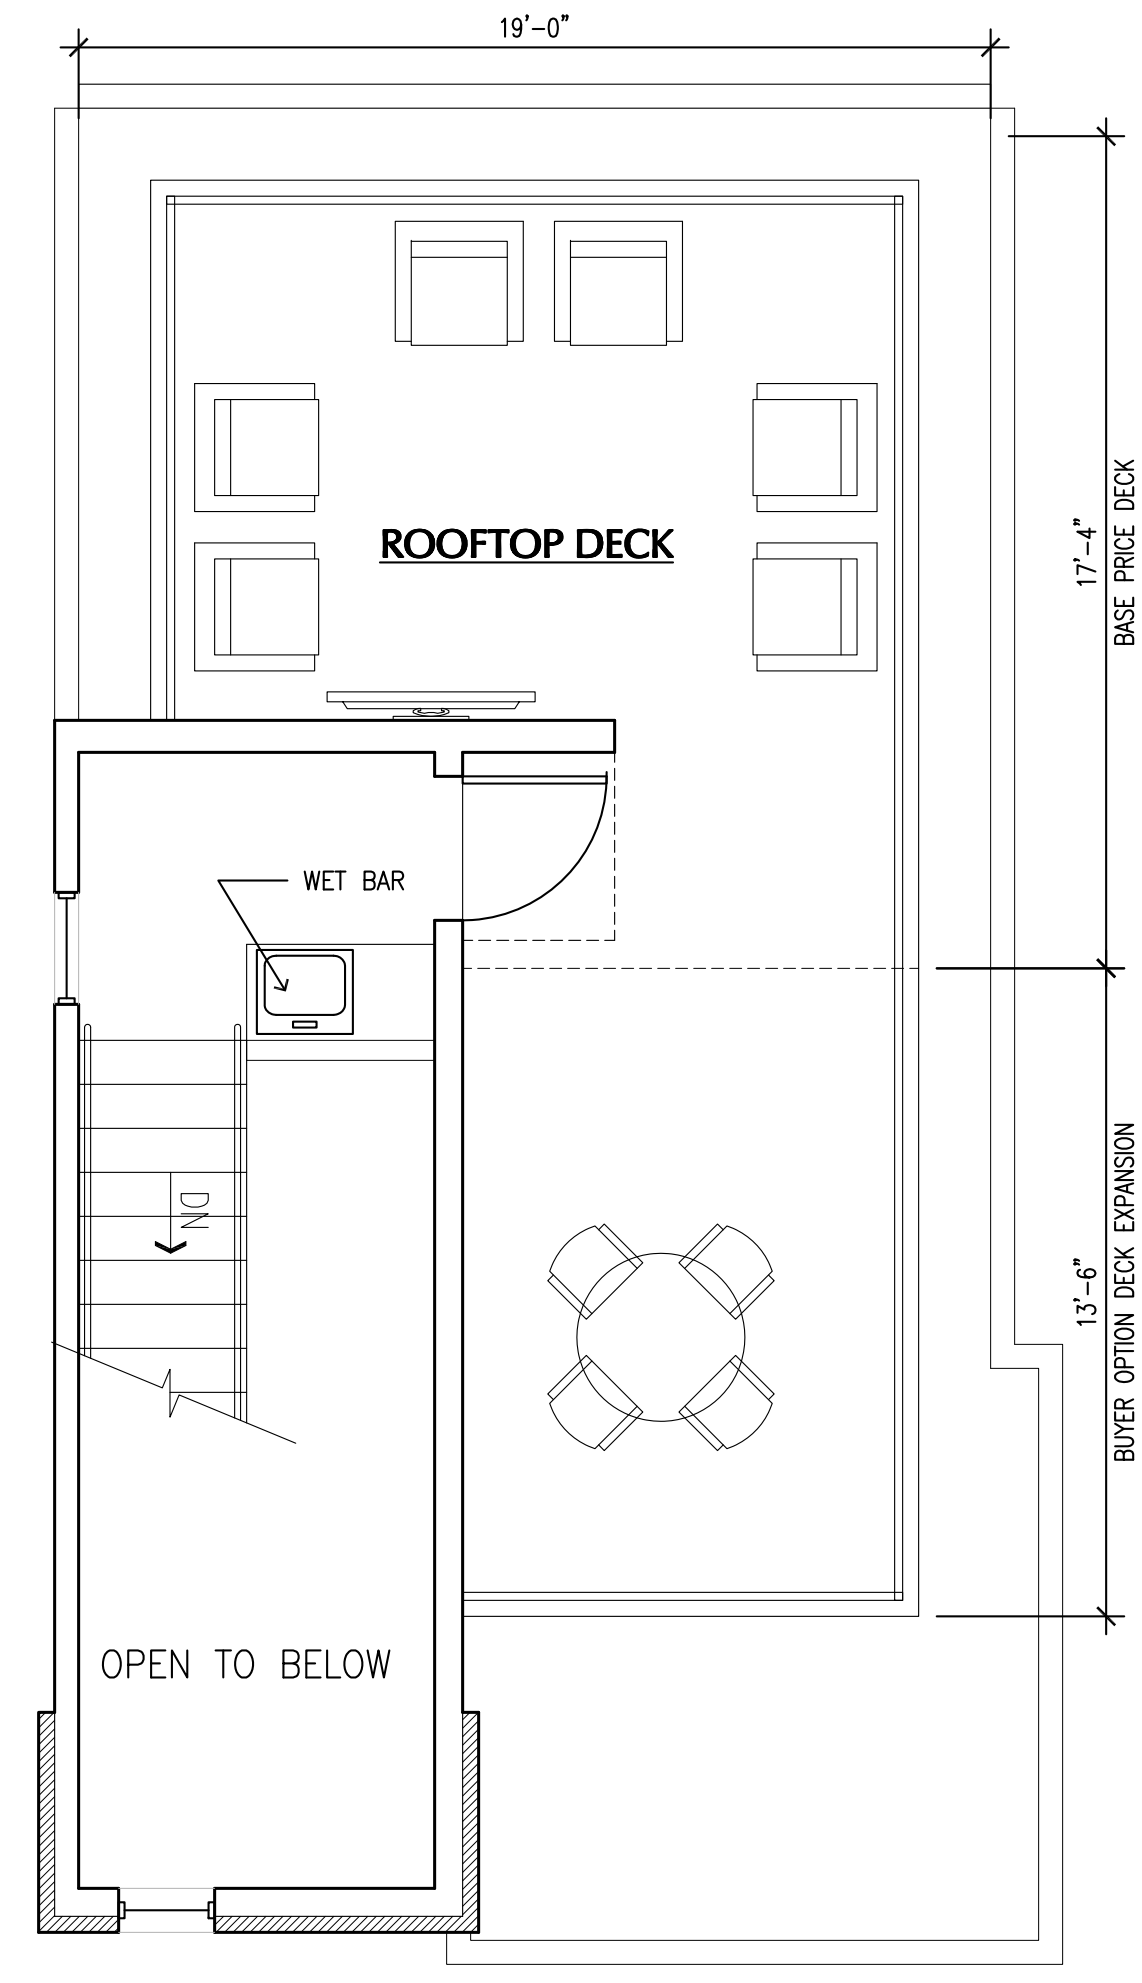 19'-0"
17'-4"
BASE PRICE DECK
ROOFTOP DECK
WET BAR
DN
13'-6"
BUYER OPTION DECK EXPANSION
OPEN TO BELOW